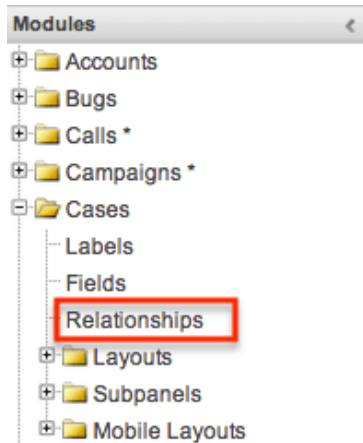 Modules
Accounts
Bugs
Calls *
Campaigns *
Cases
Labels
Fields
Relationships
Layouts
Subpanels
Mobile Layouts